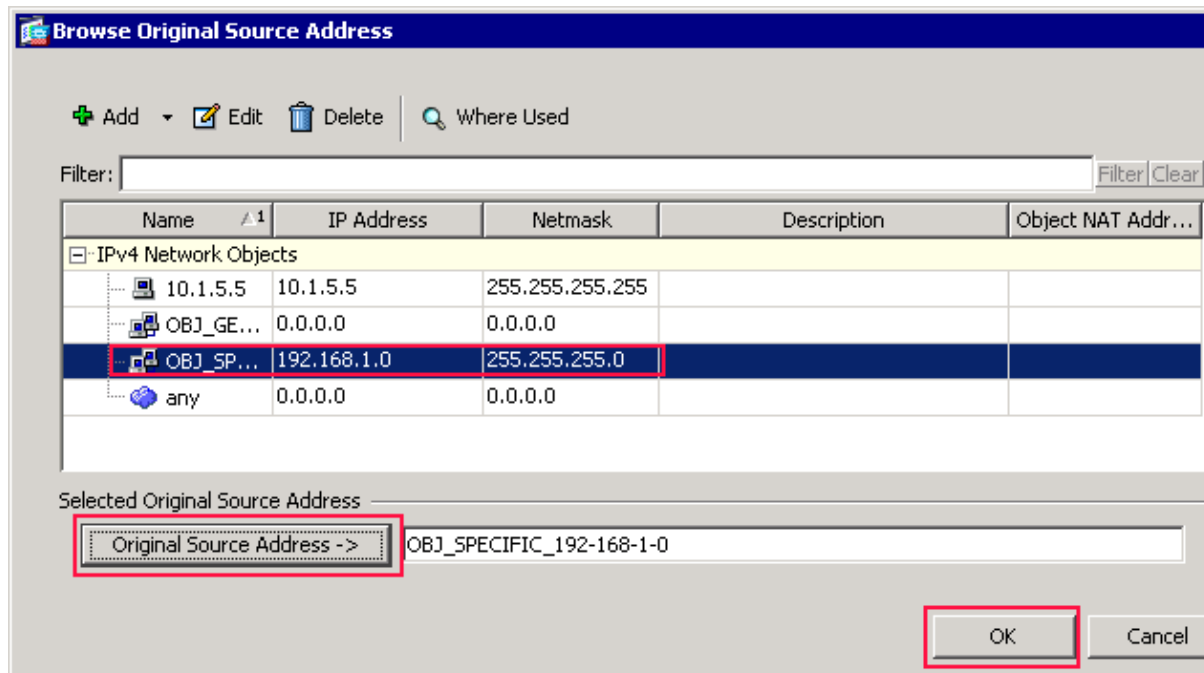 Browse Original Source Address
Add Edit Delete Where Used
Filter: Filter Clear
Name 1 IP Address Netmask Description Object NAT Addr...
IPv4 Network Objects
10.1.5.5 10.1.5.5 255.255.255.255
OBJ_GE... 0.0.0.0 0.0.0.0
OBJ_SP... 192.168.1.0 255.255.255.0
any 0.0.0.0 0.0.0.0
Selected Original Source Address
Original Source Address -> OBJ_SPECIFIC_192-168-1-0
OK Cancel